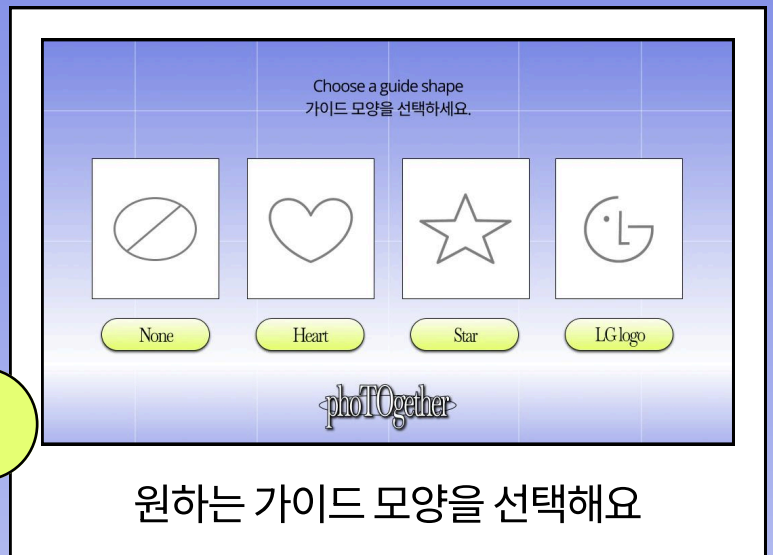 Choose a guide shape
가이드 모양을 선택하세요.
None
Heart
Star
LG logo
phoTOgether
원하는 가이드 모양을 선택해요